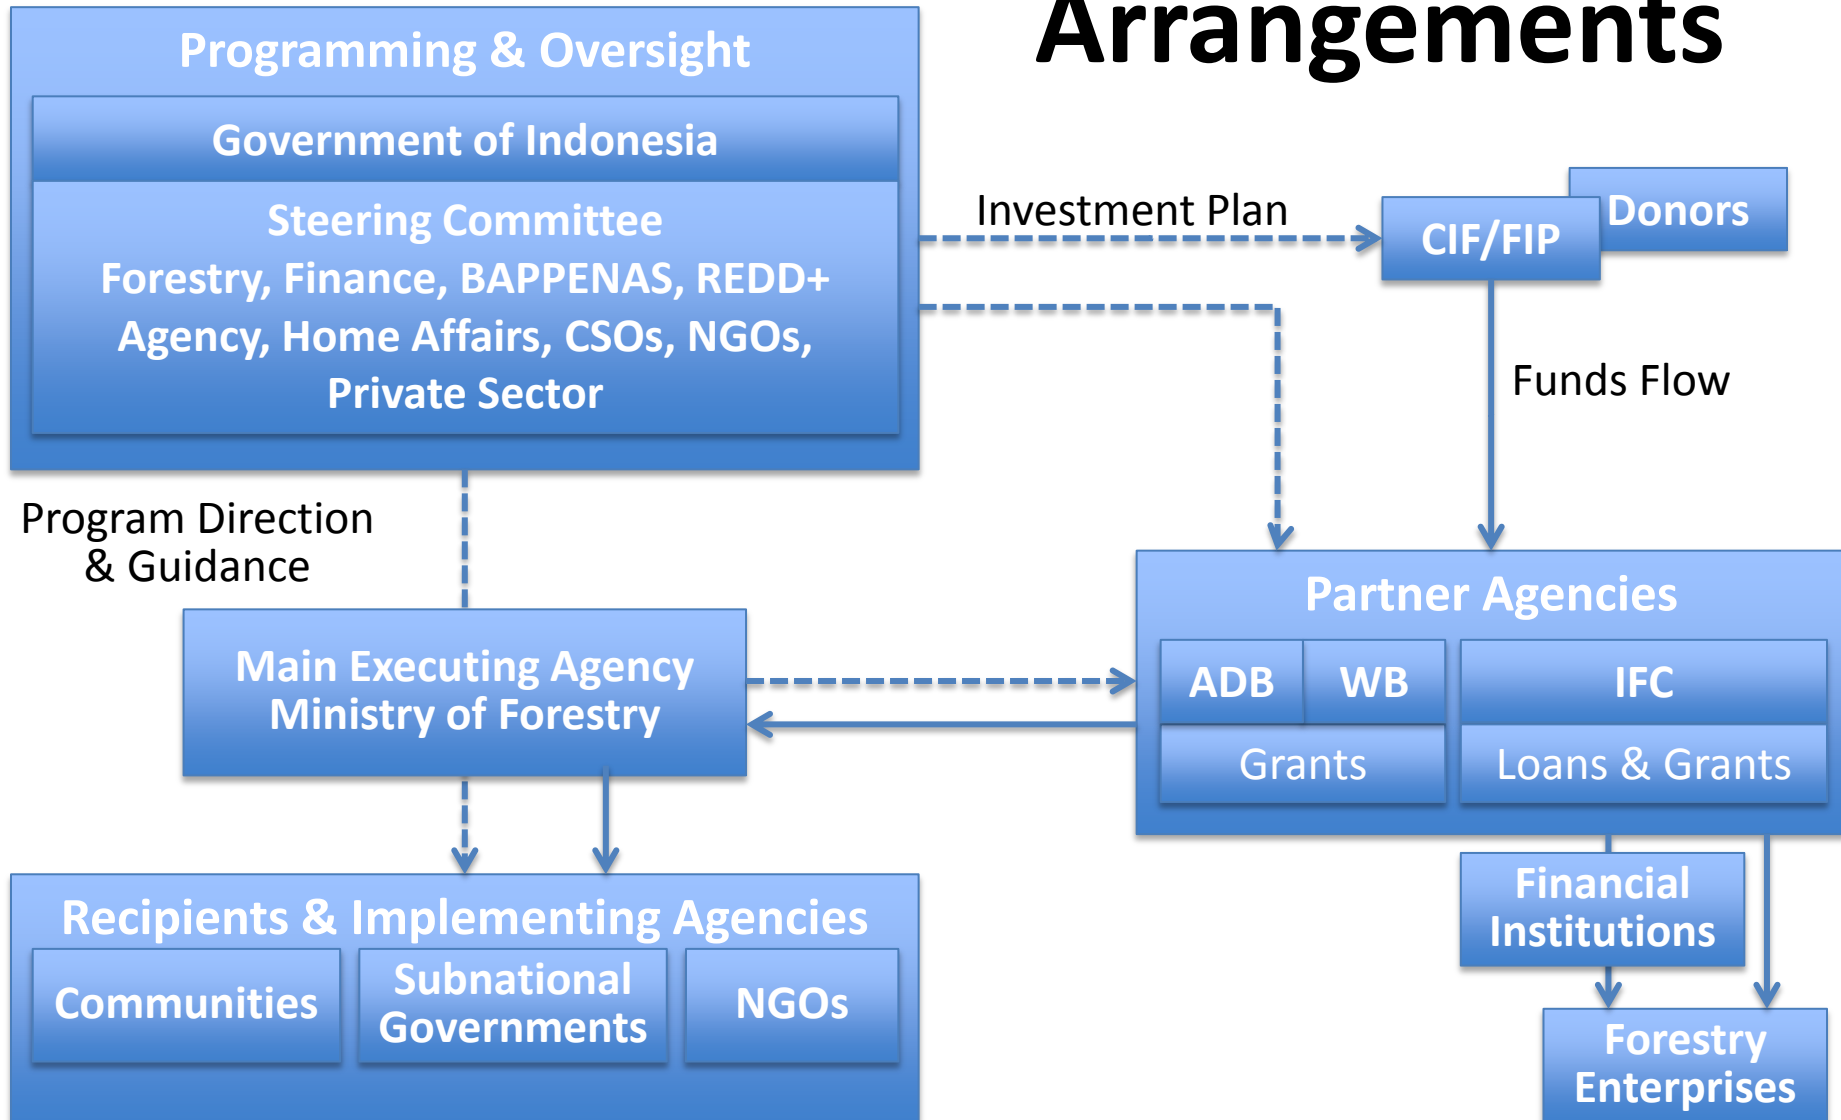 Arrangements
Programming & Oversight
Government of Indonesia
Steering Committee
Forestry, Finance, BAPPENAS, REDD+
Agency, Home Affairs, CSOs, NGOs,
Private Sector
Investment Plan
CIF/FIP
Donors
Funds Flow
Program Direction
& Guidance
Main Executing Agency
Ministry of Forestry
Partner Agencies
ADB
WB
IFC
Grants
Loans & Grants
Financial
Institutions
Forestry
Enterprises
Recipients & Implementing Agencies
Communities
Subnational
Governments
NGOs